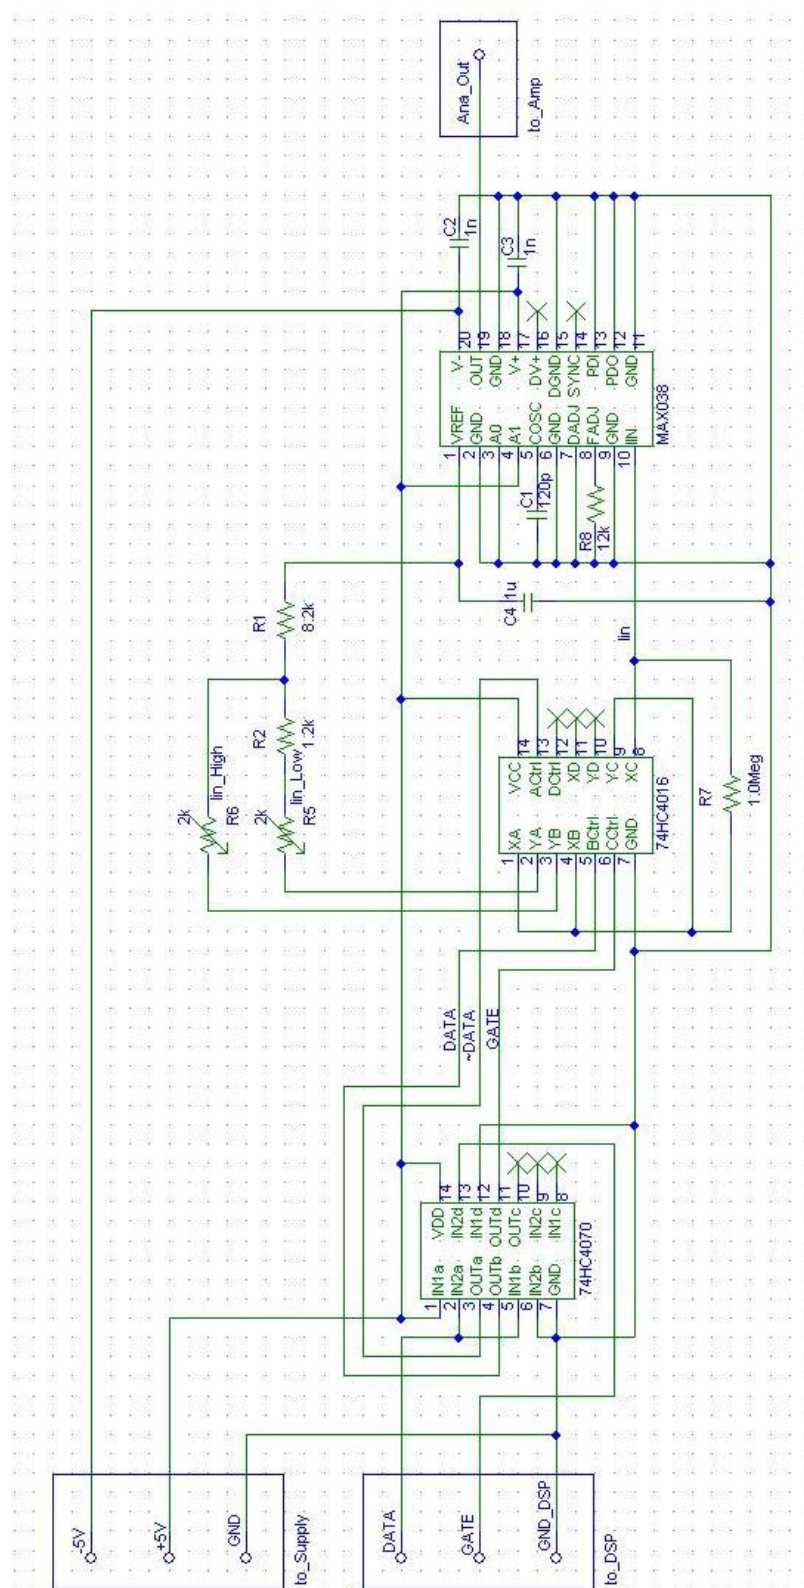 Ana_Out
to_Amp
C2
1n
C3
1n
20
19
18
17
16
15
14
13
12
11
V-
OUT
GND
V+
DV+
DGND
SYNC
PDI
PDO
GND
VREF
GND
A0
A1
COSC
GND
DADJ
FADJ
GND
IIN
1
2
3
4
5
6
7
8
9
10
MAX038
C1
120p
R8
12k
C4
1u
Iin
R1
8.2k
R2
1.2k
Iin_High
Iin_Low
2k
R6
2k
R5
14
13
12
11
10
9
8
VCC
ACtrl
DCtrl
XD
YD
YC
XC
XA
YA
YB
XB
BCtrl
CCtrl
GND
1
2
3
4
5
6
7
74HC4016
R7
1.0Meg
DATA
~DATA
GATE
14
13
12
11
10
9
8
VDD
IN2d
IN1d
OUTd
OUTc
IN2c
IN1c
IN1a
IN2a
OUTa
OUTb
IN1b
IN2b
GND
1
2
3
4
5
6
7
74HC4070
-5V
+5V
GND
to_Supply
DATA
GATE
GND_DSP
to_DSP